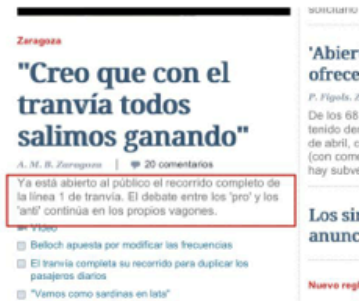 Zaragoza
"Creo que con el
tranvía todos
salimos ganando"
A. M. B. Zaragoza | 20 comentarios
Ya está abierto al público el recorrido completo de
la línea 1 de tranvía. El debate entre los 'pro' y los
'anti' continúa en los propios vagones.
Vídeo
Belloch apuesta por modificar las frecuencias
El tranvía completa su recorrido para duplicar los
pasajeros diarios
"Vamos como sardinas en lata"
'Abier
ofrece
P. Figols. Z
De los 68
tenido de
de abril, c
(con com
hay subve
Los si
anunc
Nuevo regi